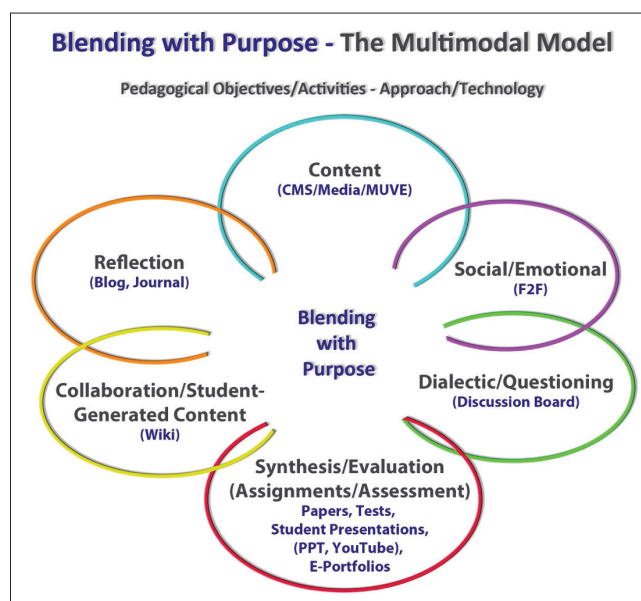 Blending with Purpose - The Multimodal Model
Pedagogical Objectives/Activities - Approach/Technology
Content
(CMS/Media/MUVE)
Reflection
(Blog, Journal)
Social/Emotional
(F2F)
Blending
with
Purpose
Collaboration/Student-
Generated Content
(Wiki)
Dialectic/Questioning
(Discussion Board)
Synthesis/Evaluation
(Assignments/Assessment)
Papers, Tests,
Student Presentations,
(PPT, YouTube),
E-Portfolios